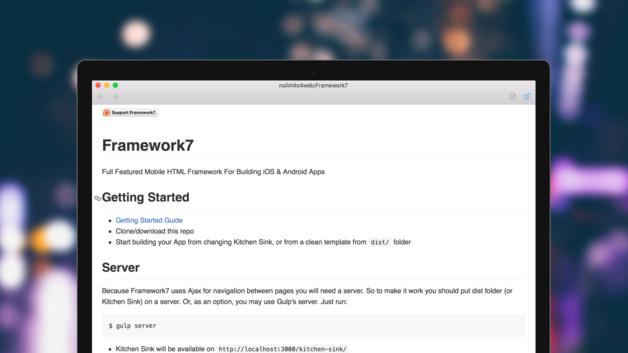 nolimits4web/Framework7
Support Framework7
Framework7
Full Featured Mobile HTML Framework For Building iOS & Android Apps
Getting Started
Getting Started Guide
Clone/download this repo
Start building your App from changing Kitchen Sink, or from a clean template from dist/ folder
Server
Because Framework7 uses Ajax for navigation between pages you will need a server. So to make it work you should put dist folder (or
Kitchen Sink) on a server. Or, as an option, you may use Gulp's server. Just run:
$ gulp server
Kitchen Sink will be available on http://localhost:3000/kitchen-sink/